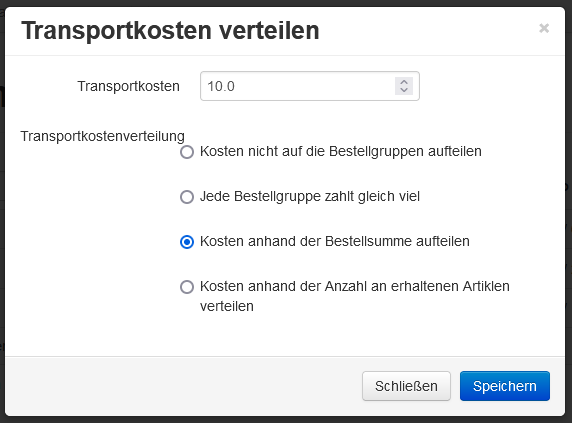 Transportkosten verteilen
×
Transportkosten 10.0
Transportkostenverteilung
Kosten nicht auf die Bestellgruppen aufteilen
Jede Bestellgruppe zahlt gleich viel
Kosten anhand der Bestellsumme aufteilen
Kosten anhand der Anzahl an erhaltenen Artiklen
verteilen
Schließen Speichern